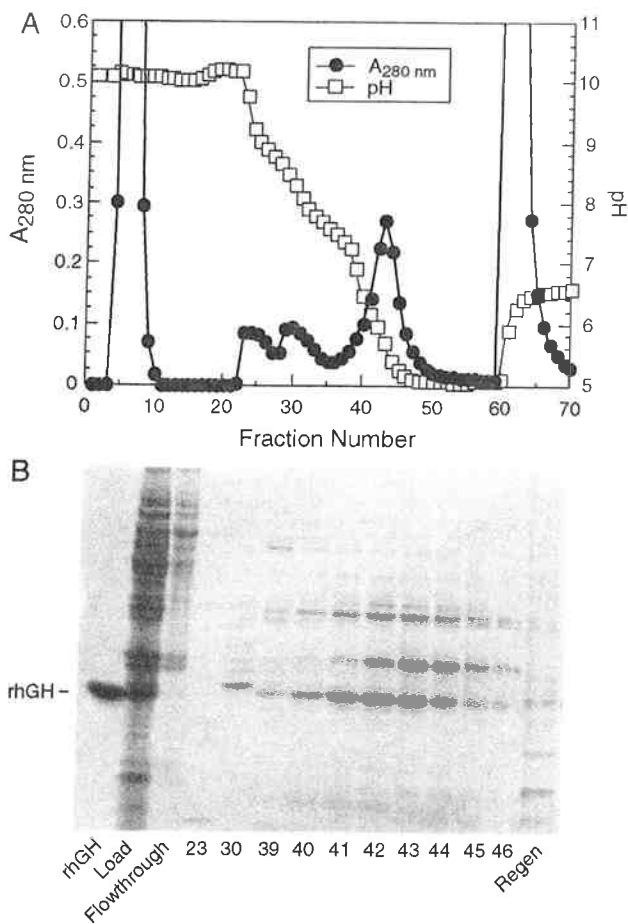 A
A280 nm
pH
0.6
0.5
0.4
0.3
0.2
0.1
0
11
10
9
8
7
6
5
A280 nm
pH
1 10 20 30 40 50 60 70
Fraction Number
B
rhGH –
rhGH Load Flowthrough 23 30 39 40 41 42 43 44 45 46 Regen